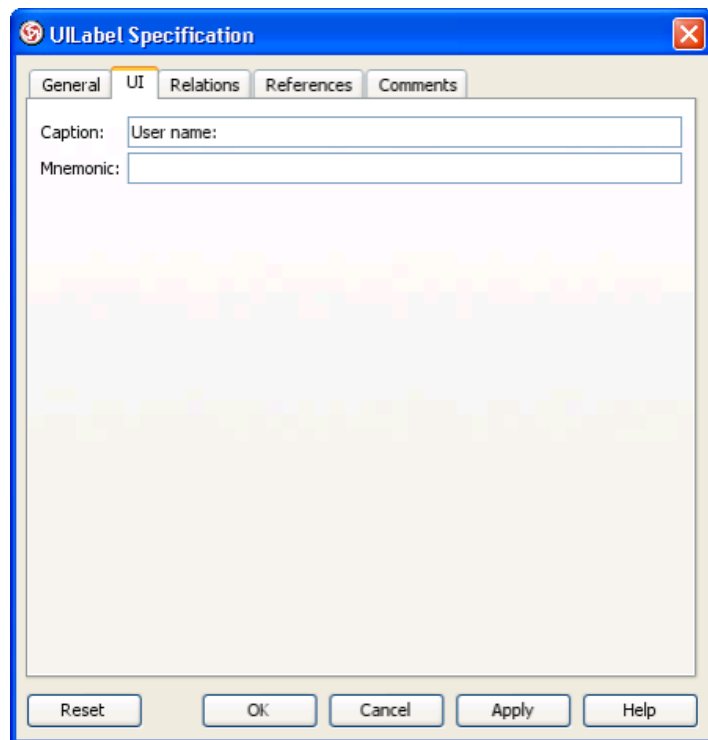 UILabel Specification
General UI Relations References Comments
Caption: User name:
Mnemonic:
Reset OK Cancel Apply Help